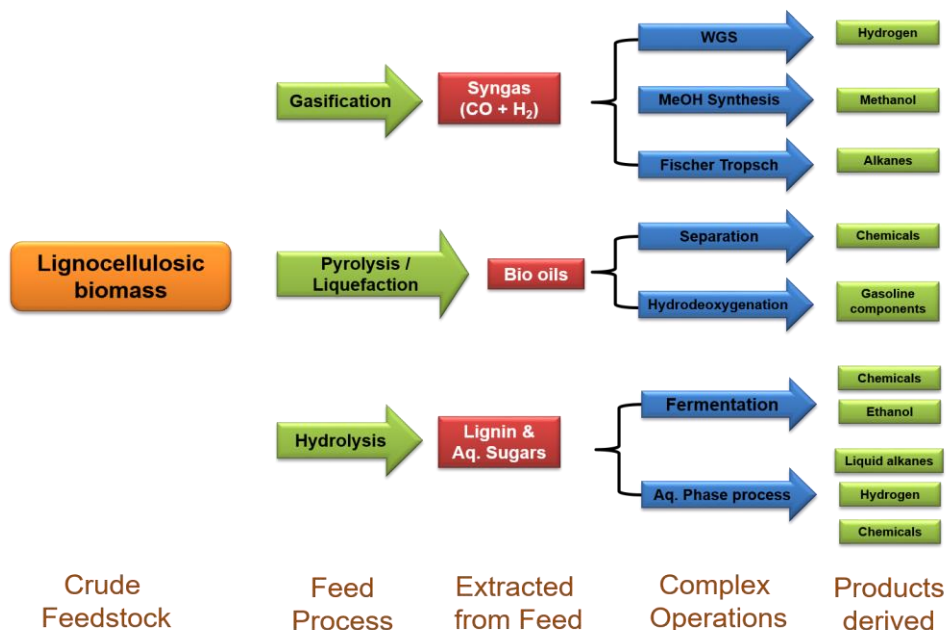 WGS
Hydrogen
Gasification
Syngas
(CO + H₂)
MeOH Synthesis
Methanol
Fischer Tropsch
Alkanes
Lignocellulosic
biomass
Pyrolysis /
Liquefaction
Bio oils
Separation
Chemicals
Hydrodeoxygenation
Gasoline
components
Hydrolysis
Lignin &
Aq. Sugars
Fermentation
Chemicals
Ethanol
Aq. Phase process
Liquid alkanes
Hydrogen
Chemicals
Crude
Feedstock
Feed
Process
Extracted
from Feed
Complex
Operations
Products
derived